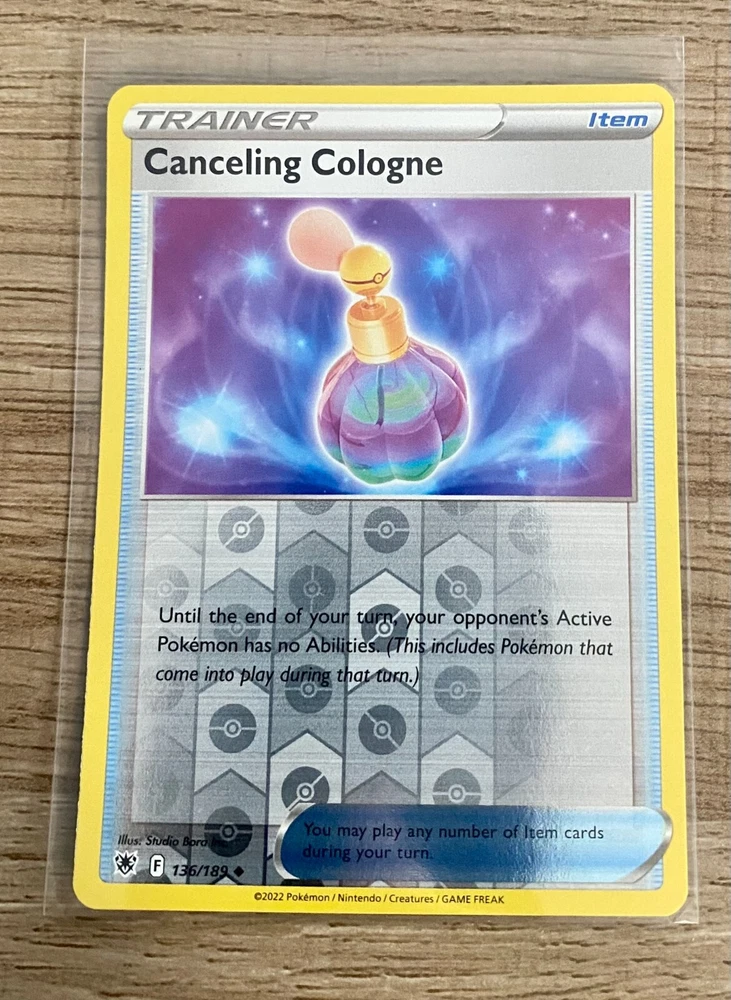 TRAINER Item
Canceling Cologne
Until the end of your turn, your opponent's Active
Pokémon has no Abilities. (This includes Pokémon that
come into play during that turn.)
You may play any number of Item cards
during your turn.
Illus. Studio Bora Inc.
F 136/189
©2022 Pokémon / Nintendo / Creatures / GAME FREAK